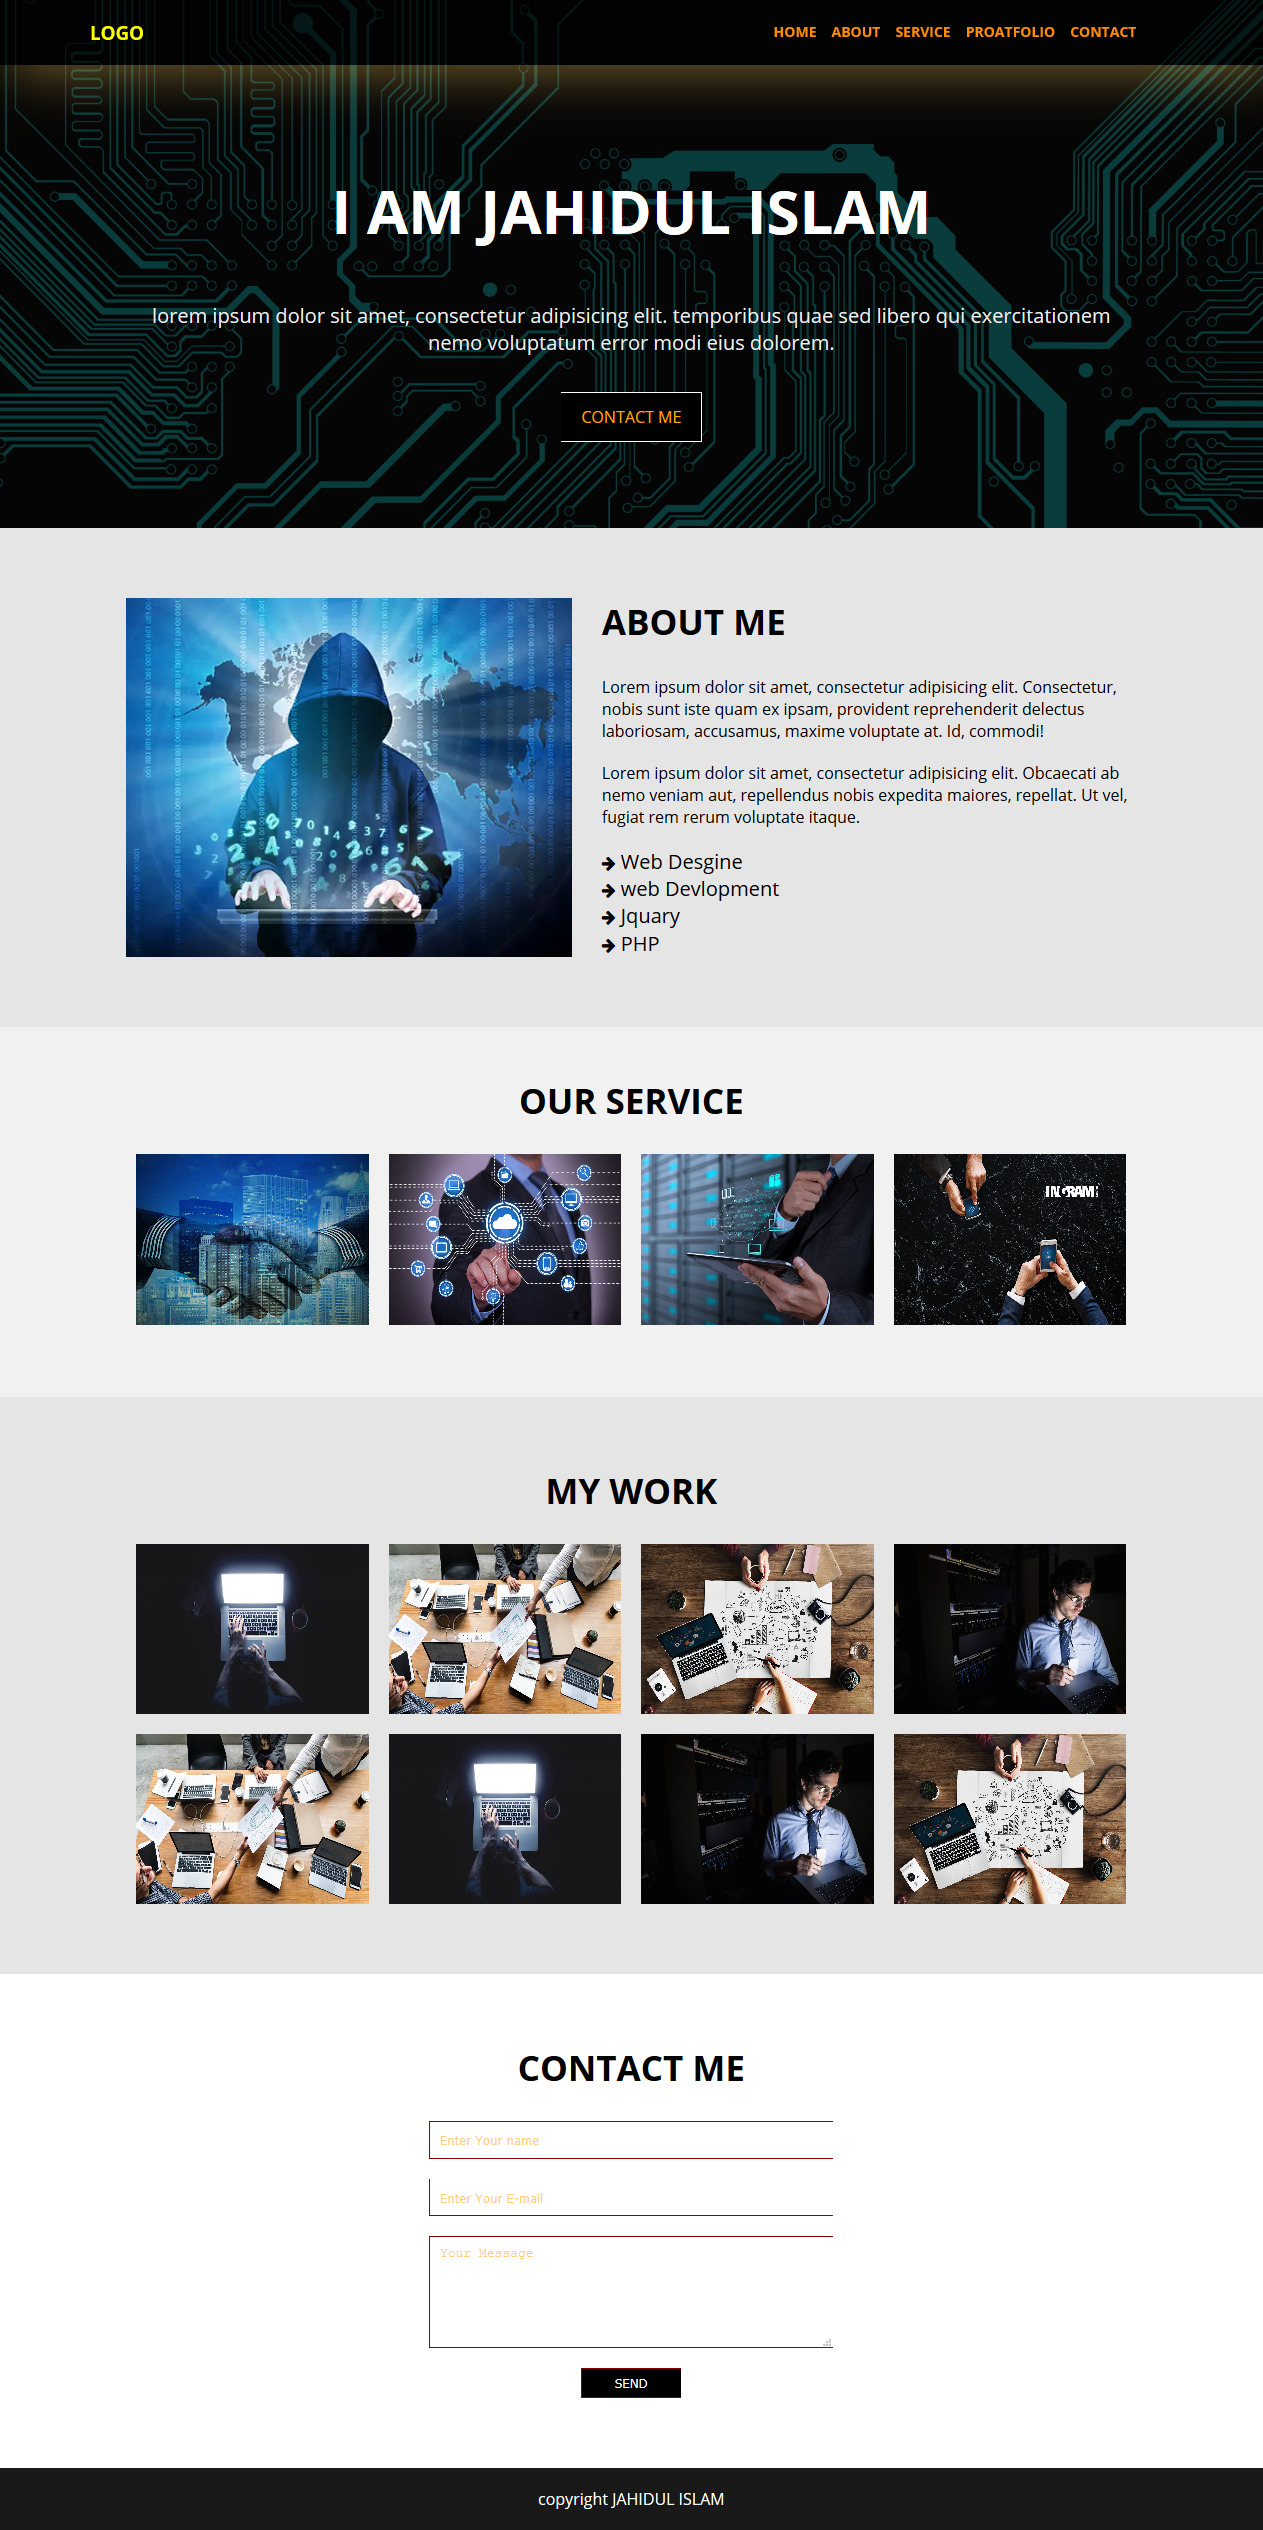 LOGO
HOME ABOUT SERVICE PROATFOLIO CONTACT
I AM JAHIDUL ISLAM
lorem ipsum dolor sit amet, consectetur adipisicing elit. temporibus quae sed libero qui exercitationem
nemo voluptatum error modi eius dolorem.
CONTACT ME
ABOUT ME
Lorem ipsum dolor sit amet, consectetur adipisicing elit. Consectetur,
nobis sunt iste quam ex ipsam, provident reprehenderit delectus
laboriosam, accusamus, maxime voluptate at. Id, commodi!
Lorem ipsum dolor sit amet, consectetur adipisicing elit. Obcaecati ab
nemo veniam aut, repellendus nobis expedita maiores, repellat. Ut vel,
fugiat rem rerum voluptate itaque.
Web Desgine
web Devlopment
Jquary
PHP
OUR SERVICE
MY WORK
CONTACT ME
Enter Your name
Enter Your E-mail
Your Message
SEND
copyright JAHIDUL ISLAM